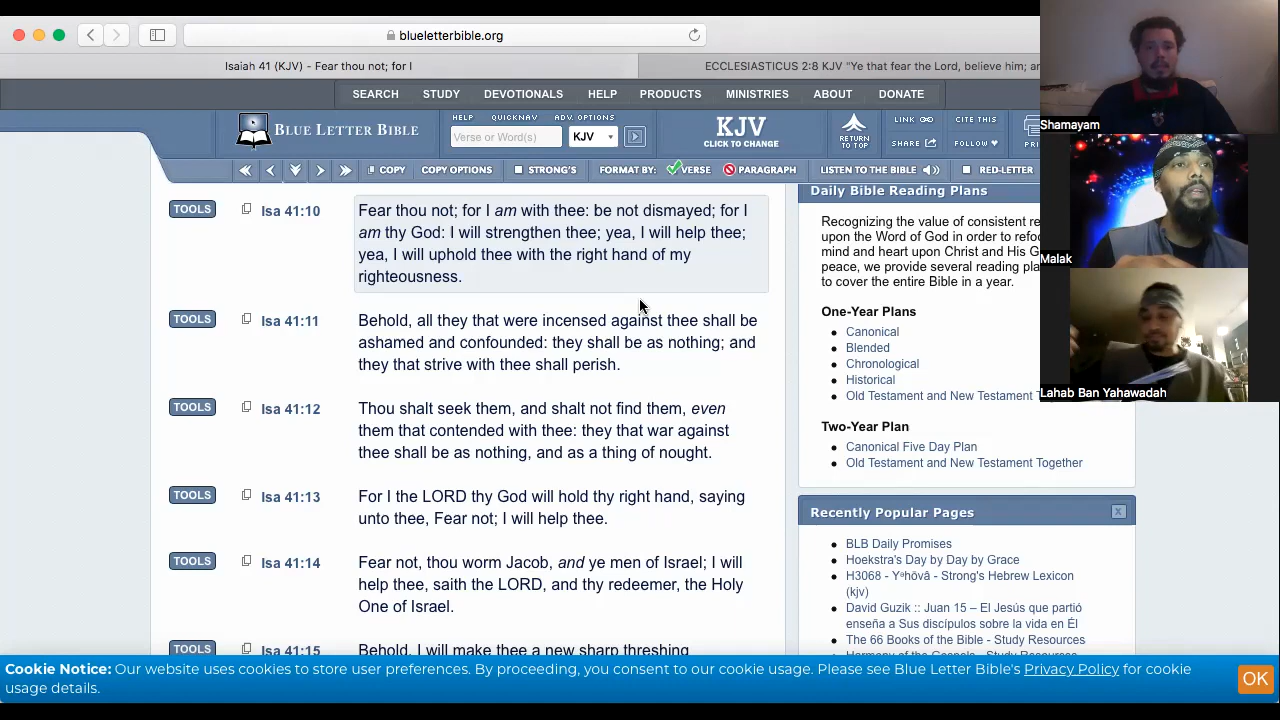 blueletterbible.org
Isaiah 41 (KJV) - Fear thou not; for I
ECCLESIASTICUS 2:8 KJV "Ye that fear the Lord, believe him;
SEARCH STUDY DEVOTIONALS HELP PRODUCTS MINISTRIES ABOUT DONATE
HELP QUICKNAV ADV. OPTIONS
BLUE LETTER BIBLE
Verse or Word(s) KJV
KJV
CLICK TO CHANGE
RETURN
TO TOP
LINK CITE THIS
SHARE FOLLOW
COPY COPY OPTIONS STRONG'S FORMAT BY: VERSE PARAGRAPH LISTEN TO THE BIBLE RED-LETTER
TOOLS Isa 41:10 Fear thou not; for I am with thee: be not dismayed; for I
am thy God: I will strengthen thee; yea, I will help thee;
yea, I will uphold thee with the right hand of my
righteousness.
TOOLS Isa 41:11 Behold, all they that were incensed against thee shall be
ashamed and confounded: they shall be as nothing; and
they that strive with thee shall perish.
TOOLS Isa 41:12 Thou shalt seek them, and shalt not find them, even
them that contended with thee: they that war against
thee shall be as nothing, and as a thing of nought.
TOOLS Isa 41:13 For I the LORD thy God will hold thy right hand, saying
unto thee, Fear not; I will help thee.
TOOLS Isa 41:14 Fear not, thou worm Jacob, and ye men of Israel; I will
help thee, saith the LORD, and thy redeemer, the Holy
One of Israel.
TOOLS Isa 41:15 Behold, I will make thee a new sharp threshing
Daily Bible Reading Plans
Recognizing the value of consistent
upon the Word of God in order to
mind and heart upon Christ and His
peace, we provide several reading
to cover the entire Bible in a year.
One-Year Plans
Canonical
Blended
Chronological
Historical
Old Testament and New Testament
Two-Year Plan
Canonical Five Day Plan
Old Testament and New Testament Together
Recently Popular Pages
BLB Daily Promises
Hoekstra's Day by Day by Grace
H3068 - Yᵊhōvâ - Strong's Hebrew Lexicon
(kjv)
David Guzik :: Juan 15 – El Jesús que partió
enseña a Sus discípulos sobre la vida en Él
The 66 Books of the Bible - Study Resources
Shamayam
Malak
Lahab Ban Yahawadah
Cookie Notice: Our website uses cookies to store user preferences. By proceeding, you consent to our cookie usage. Please see Blue Letter Bible's Privacy Policy for cookie
usage details.
OK